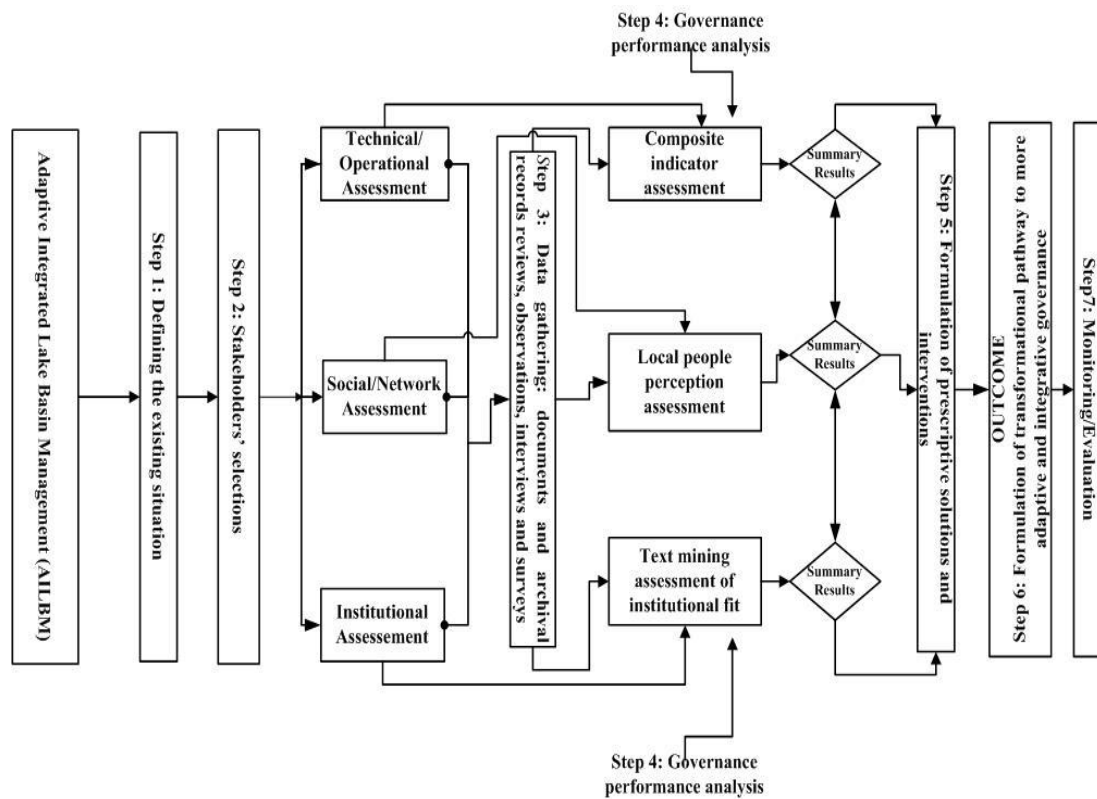 Step 4: Governance
performance analysis
Adaptive Integrated Lake Basin Management (AILBM)
Step 1: Defining the existing situation
Step 2: Stakeholders' selections
Technical/
Operational
Assessment
Social/Network
Assessment
Institutional
Assessement
Step 3: Data gathering: documents and archival
records reviews, observations, interviews and surveys
Composite
indicator
assessment
Local people
perception
assessment
Text mining
assessment of
institutional fit
Summary
Results
Summary
Results
Summary
Results
Step 5: Formulation of prescriptive solutions and
interventions
OUTCOME
Step 6: Formulation of transformational pathway to more
adaptive and integrative governance
Step7: Monitoring/Evaluation
Step 4: Governance
performance analysis